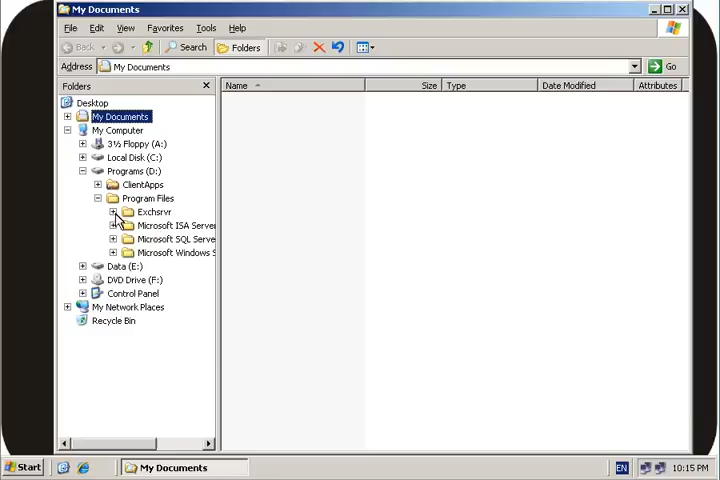 My Documents
File Edit View Favorites Tools Help
Back Search Folders
Address My Documents Go
Folders
Name Size Type Date Modified Attributes
Desktop
My Documents
My Computer
3½ Floppy (A:)
Local Disk (C:)
Programs (D:)
ClientApps
Program Files
Exchsrvr
Microsoft ISA Server
Microsoft SQL Serve
Microsoft Windows S
Data (E:)
DVD Drive (F:)
Control Panel
My Network Places
Recycle Bin
Start My Documents EN 10:15 PM